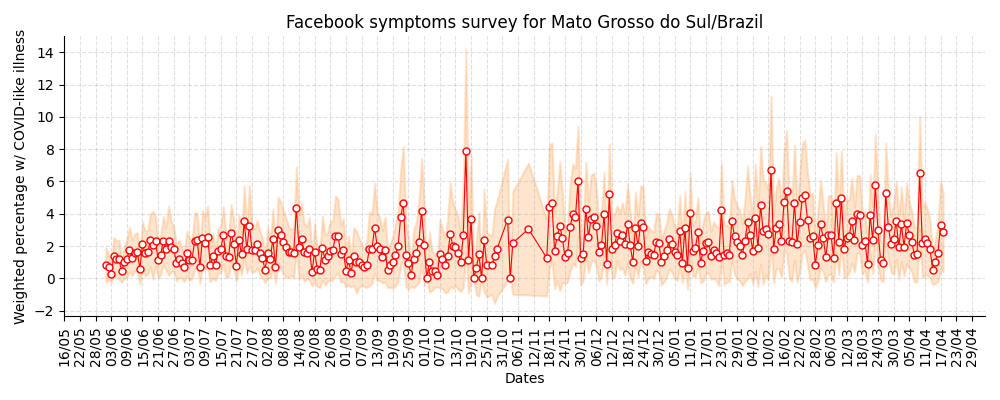 Facebook symptoms survey for Mato Grosso do Sul/Brazil
Weighted percentage w/ COVID-like illness
14
12
10
8
6
4
2
0
−2
16/05 22/05 28/05 03/06 09/06 15/06 21/06 27/06 03/07 09/07 15/07 21/07 27/07 02/08 08/08 14/08 20/08 26/08 01/09 07/09 13/09 19/09 25/09 01/10 07/10 13/10 19/10 25/10 31/10 06/11 12/11 18/11 24/11 30/11 06/12 12/12 18/12 24/12 30/12 05/01 11/01 17/01 23/01 29/01 04/02 10/02 16/02 22/02 28/02 06/03 12/03 18/03 24/03 30/03 05/04 11/04 17/04 23/04 29/04
Dates